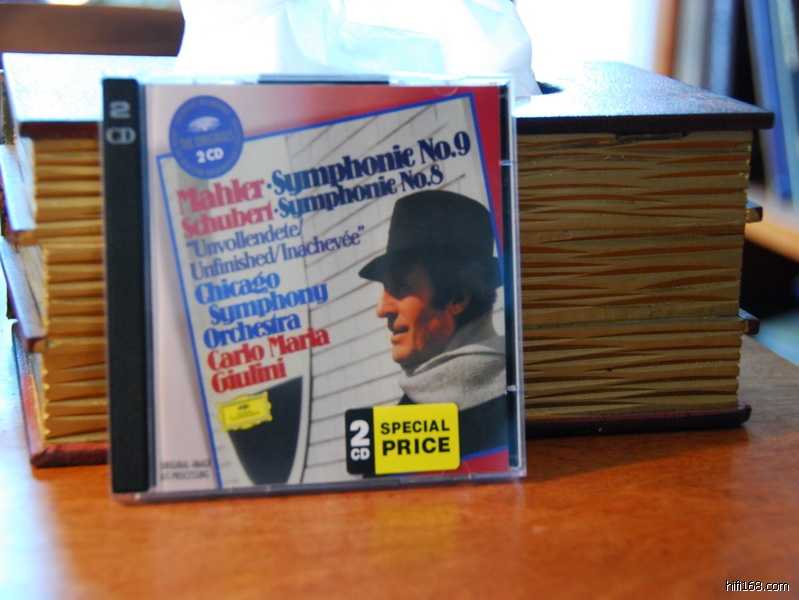 2
CD
THE ORIGINALS
2 CD
Mahler·Symphonie No.9
Schubert·Symphonie No.8
"Unvollendete/
Unfinished/Inachevée"
Chicago
Symphony
Orchestra
Carlo Maria
Giulini
2
CD
SPECIAL
PRICE
ORIGINAL-IMAGE
BIT-PROCESSING
hifi168.com